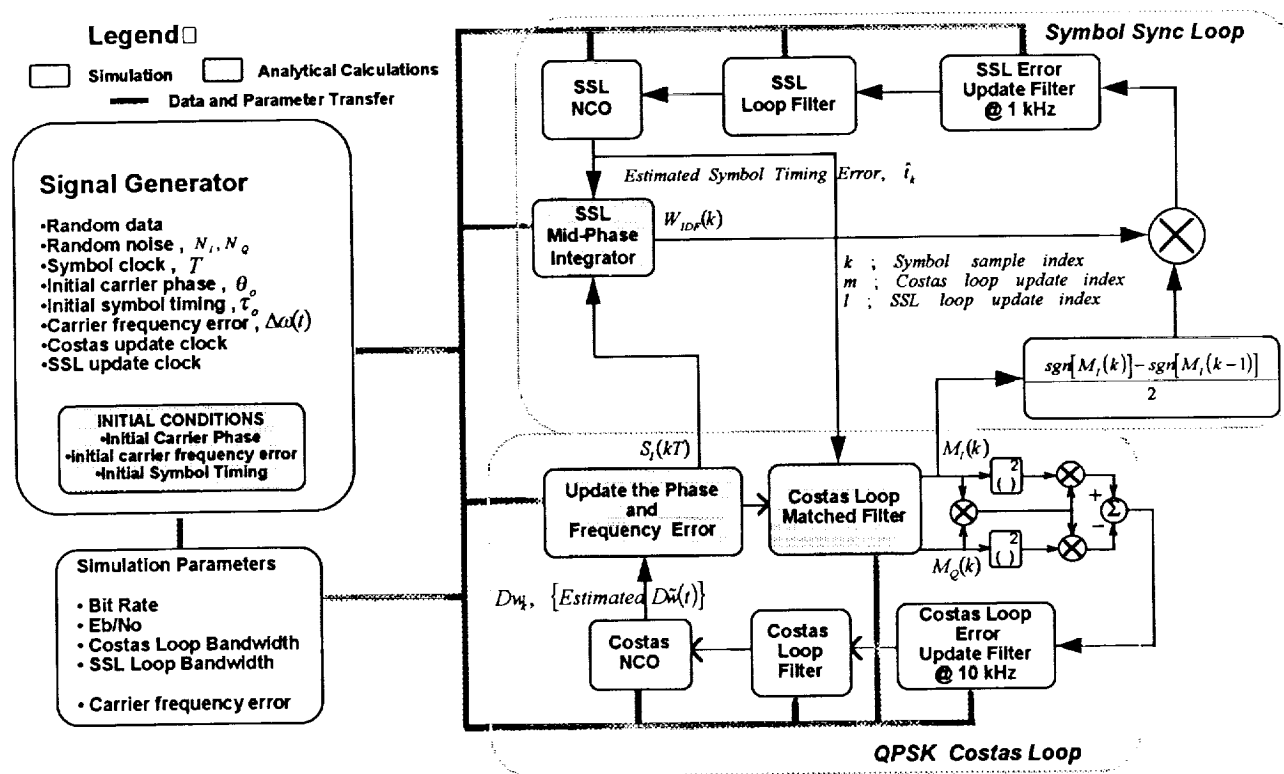 Legend□
Simulation
Analytical Calculations
Data and Parameter Transfer
Signal Generator
•Random data
•Random noise , N_I, N_Q
•Symbol clock , T
•Initial carrier phase , θ_o
•Initial symbol timing , τ_o
•Carrier frequency error , Δω(t)
•Costas update clock
•SSL update clock
INITIAL CONDITIONS
•Initial Carrier Phase
•initial carrier frequency error
•Initial Symbol Timing
Simulation Parameters
• Bit Rate
• Eb/No
• Costas Loop Bandwidth
• SSL Loop Bandwidth
• Carrier frequency error
Symbol Sync Loop
SSL
NCO
SSL
Loop Filter
SSL Error
Update Filter
@ 1 kHz
Estimated Symbol Timing Error, t̂_k
SSL
Mid-Phase
Integrator
W_IDF(k)
k ; Symbol sample index
m ; Costas loop update index
l ; SSL loop update index
sgn[M_I(k)]-sgn[M_I(k-1)]
2
S_I(kT)
M_I(k)
Update the Phase
and
Frequency Error
Costas Loop
Matched Filter
( )²
+
Σ
−
( )²
M_Q(k)
Dw_k, {Estimated Dŵ(t)}
Costas
NCO
Costas
Loop
Filter
Costas Loop
Error
Update Filter
@ 10 kHz
QPSK Costas Loop